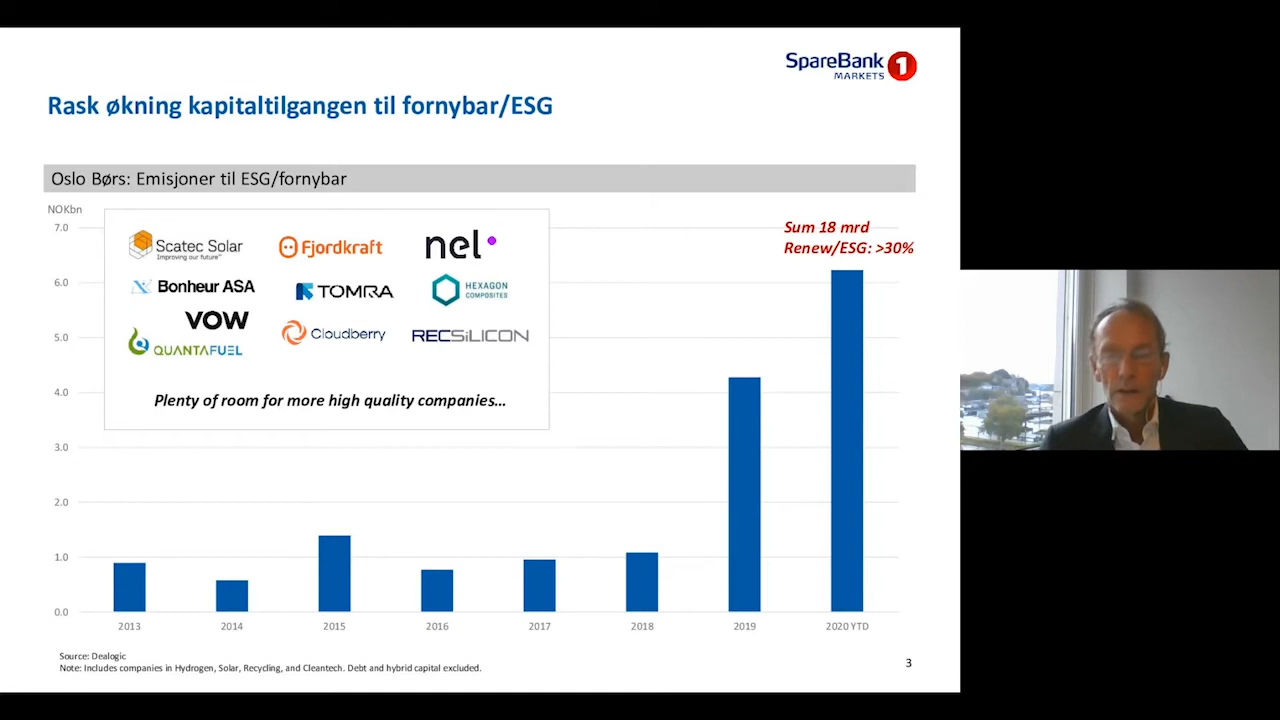 SpareBank 1
MARKETS
Rask økning kapitaltilgangen til fornybar/ESG
Oslo Børs: Emisjoner til ESG/fornybar
NOKbn
7.0
6.0
5.0
4.0
3.0
2.0
1.0
0.0
Scatec Solar
Improving our future™
Fjordkraft
nel
Bonheur ASA
TOMRA
HEXAGON
COMPOSITES
VOW
QUANTAFUEL
Cloudberry
RECSILICON
Plenty of room for more high quality companies...
Sum 18 mrd
Renew/ESG: >30%
2013
2014
2015
2016
2017
2018
2019
2020 YTD
Source: Dealogic
Note: Includes companies in Hydrogen, Solar, Recycling, and Cleantech. Debt and hybrid capital excluded.
3